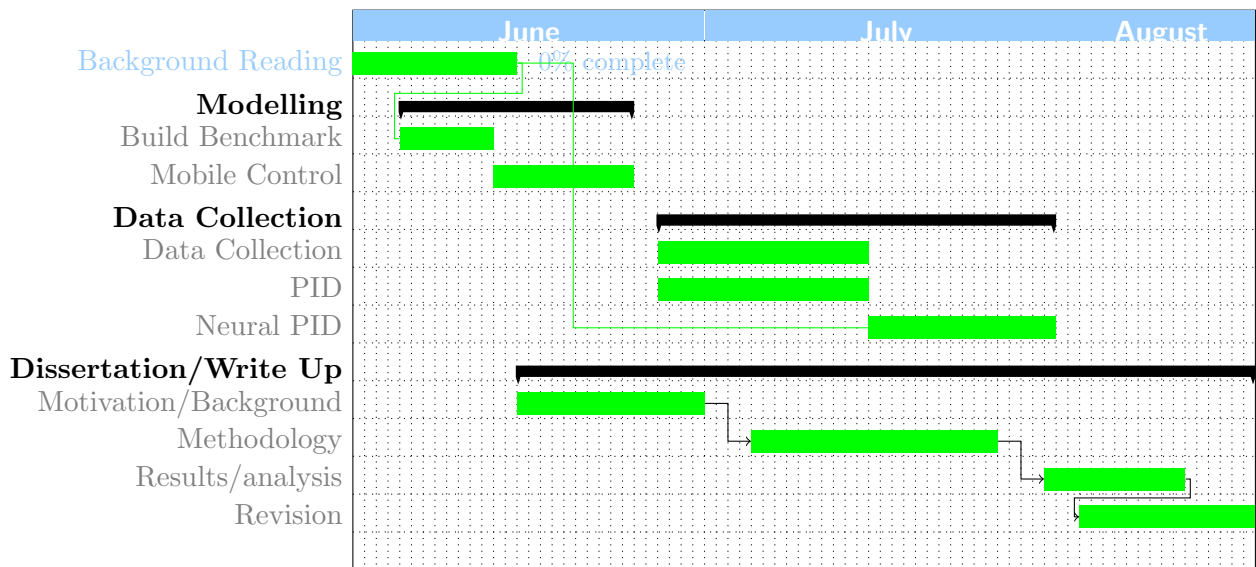 June July August
Background Reading 0% complete
Modelling
Build Benchmark
Mobile Control
Data Collection
Data Collection
PID
Neural PID
Dissertation/Write Up
Motivation/Background
Methodology
Results/analysis
Revision